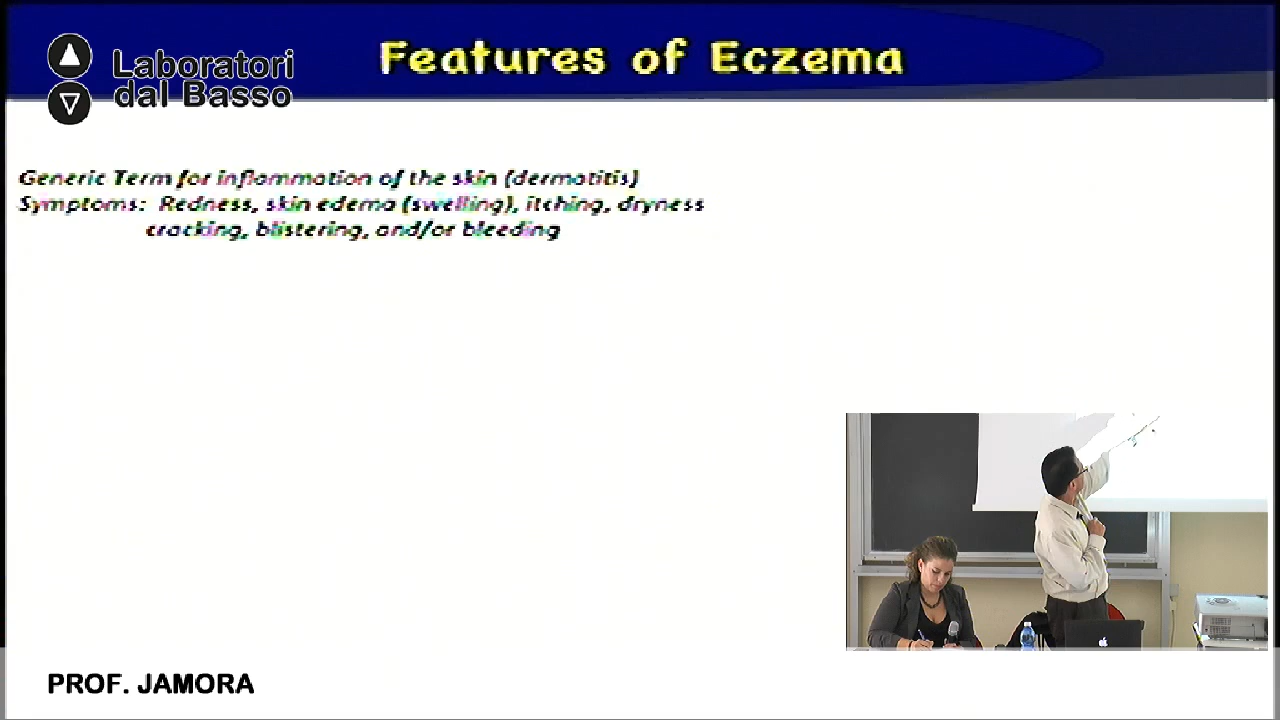 Laboratori
dal Basso
Features of Eczema
Generic Term for inflammation of the skin (dermatitis)
Symptoms: Redness, skin edema (swelling), itching, dryness
cracking, blistering, and/or bleeding
PROF. JAMORA